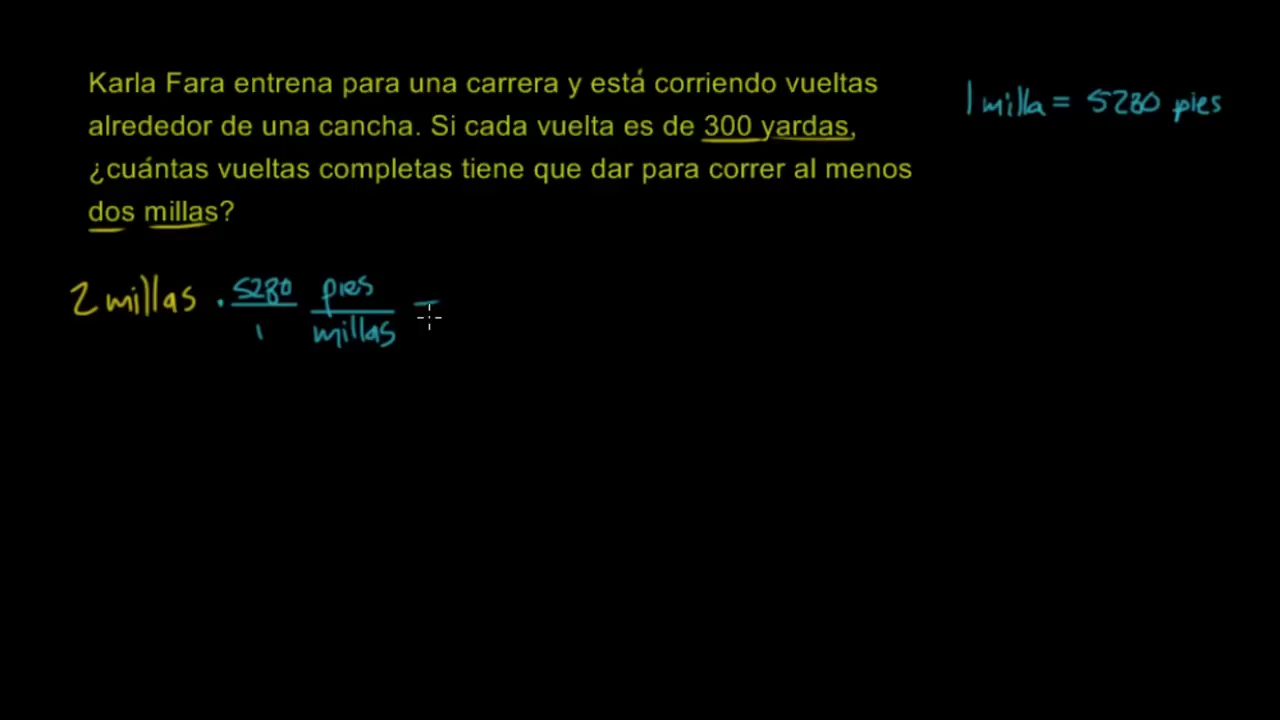 Karla Fara entrena para una carrera y está corriendo vueltas
alrededor de una cancha. Si cada vuelta es de 300 yardas,
¿cuántas vueltas completas tiene que dar para correr al menos
dos millas?
1 milla = 5280 pies
2 millas · 5280/1 pies/millas =